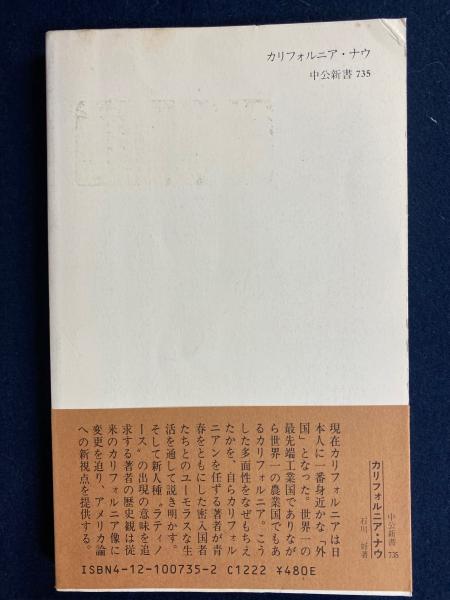 カリフォルニア・ナウ
中公新書 735
現在カリフォルニアは日
本人に一番身近かな「外
国」となった。世界一の
最先端工業国でありなが
ら世界一の農業国でもあ
るカリフォルニア。こう
した多面性をなぜもちえ
たかを、自らカリフォル
ニアンを任ずる著者が青
春をともにした密入国者
たちとのユーモラスな生
活を通して説き明かす。
そして新人種〝ラティノ
ース〟の出現の意味を追
求する著者の歴史観は従
来のカリフォルニア像に
変更を迫り、アメリカ論
への新視点を提供する。
中公新書
735
カリフォルニア・ナウ
石川 好著
ISBN4-12-100735-2 C1222 ¥480E